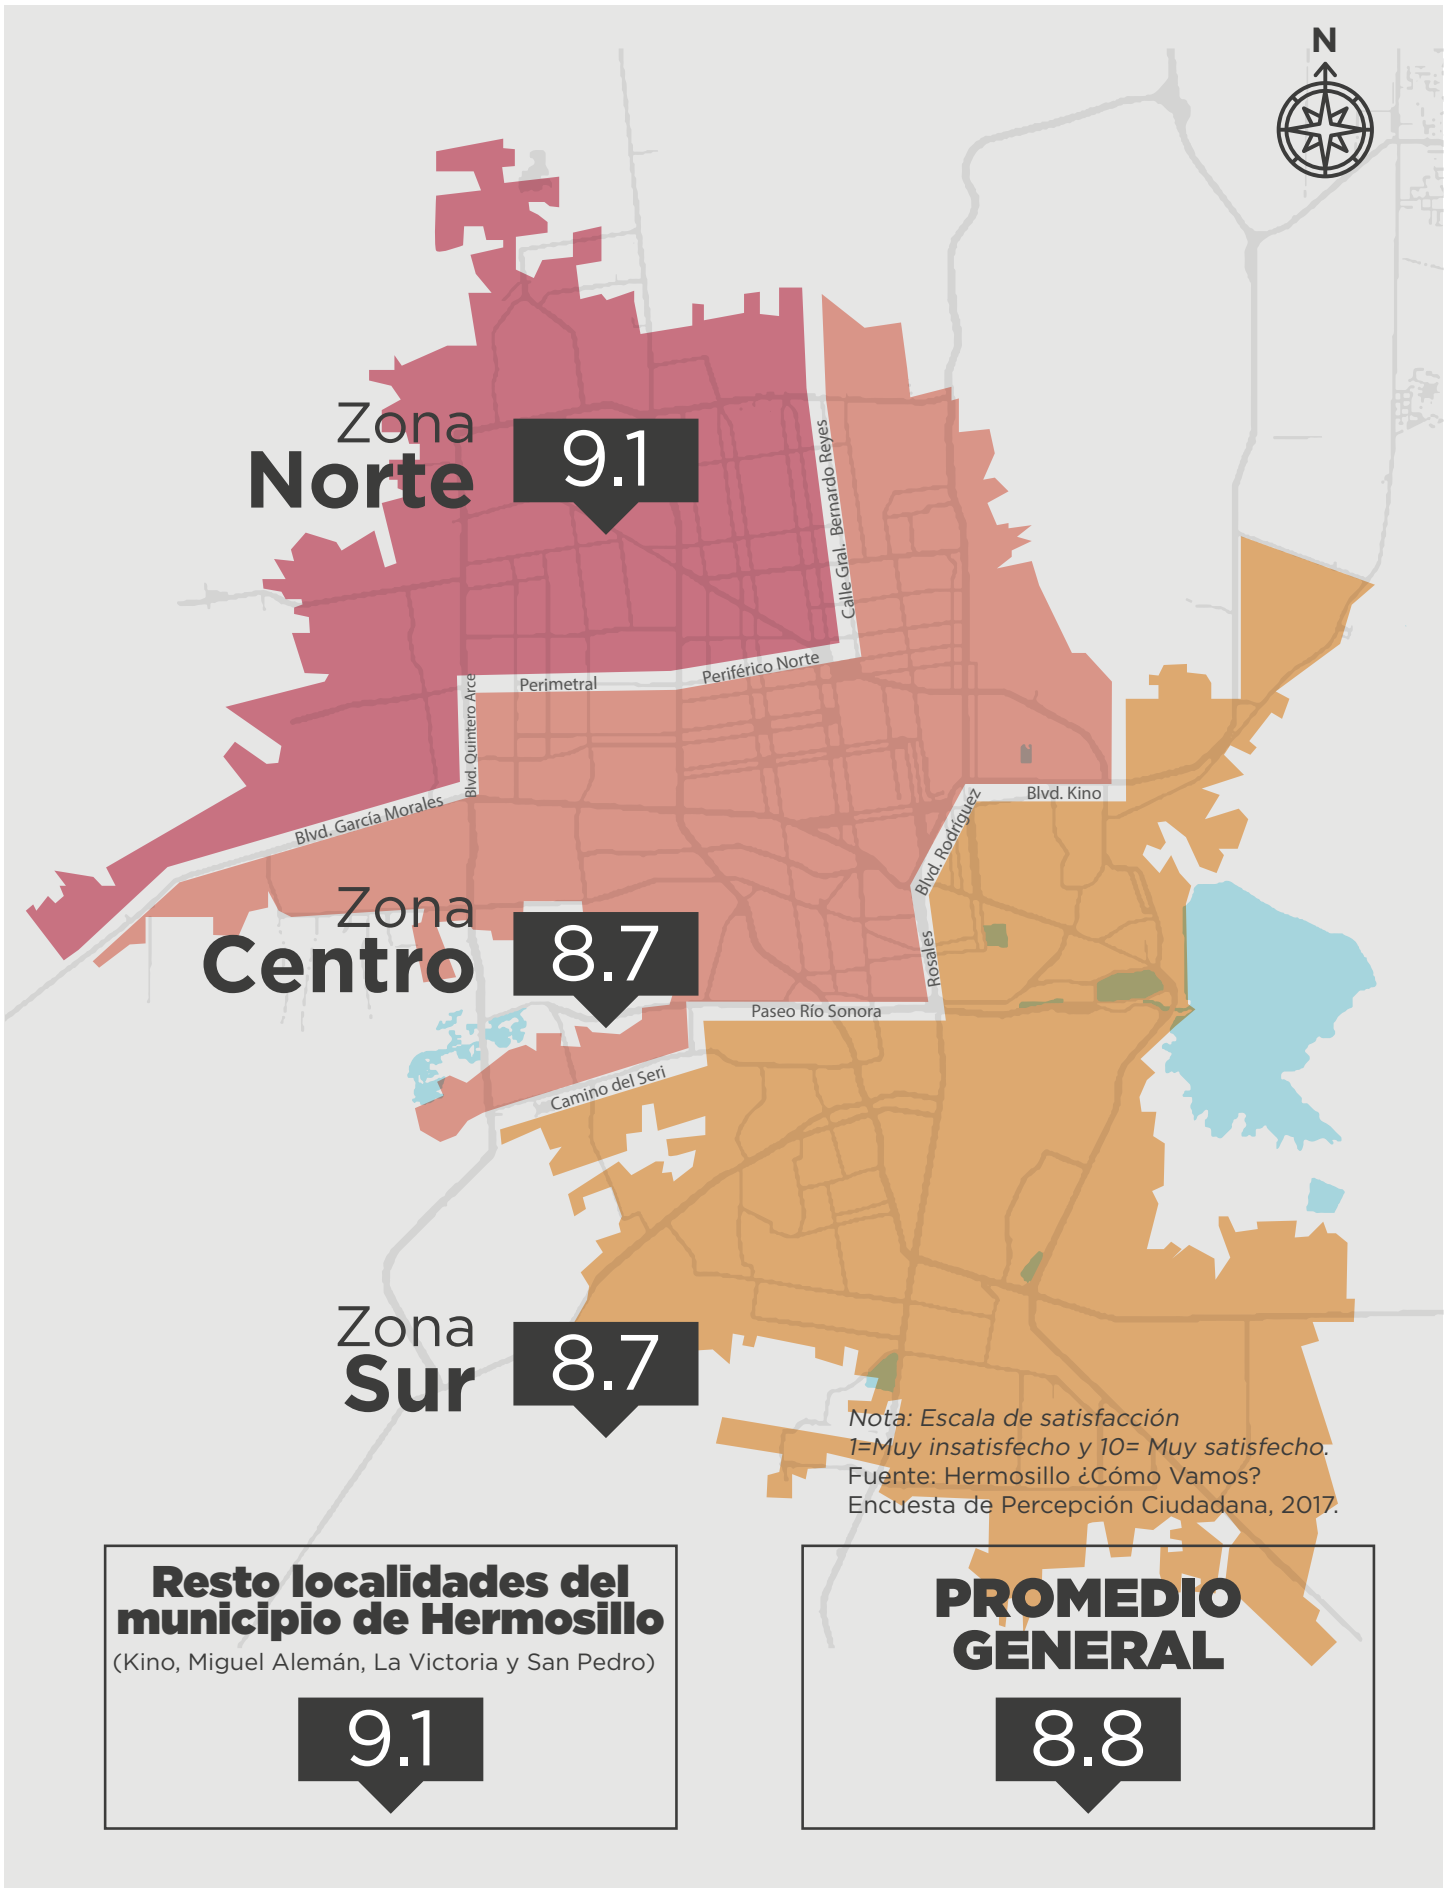 N
Zona
Norte
9.1
Calle Gral. Bernardo Reyes
Periférico Norte
Perimetral
Blvd. Quintero Arce
Blvd. García Morales
Blvd. Kino
Blvd. Rodríguez
Zona
Centro
8.7
Rosales
Paseo Río Sonora
Camino del Seri
Zona
Sur
8.7
Nota: Escala de satisfacción
1=Muy insatisfecho y 10= Muy satisfecho.
Fuente: Hermosillo ¿Cómo Vamos?
Encuesta de Percepción Ciudadana, 2017.
Resto localidades del
municipio de Hermosillo
(Kino, Miguel Alemán, La Victoria y San Pedro)
9.1
PROMEDIO
GENERAL
8.8